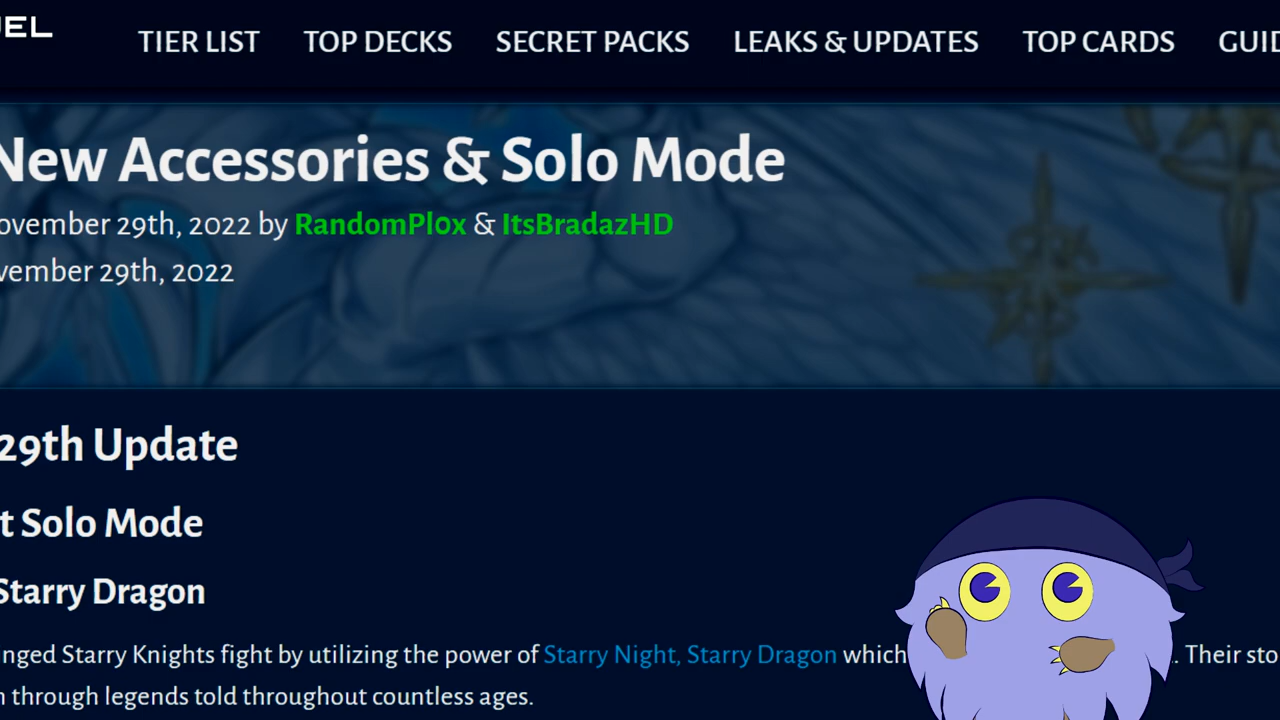 TIER LIST TOP DECKS SECRET PACKS LEAKS & UPDATES TOP CARDS
New Accessories & Solo Mode
ovember 29th, 2022 by RandomPlox & ItsBradazHD
vember 29th, 2022
29th Update
t Solo Mode
Starry Dragon
nged Starry Knights fight by utilizing the power of Starry Night, Starry Dragon which . Their sto
through legends told throughout countless ages.